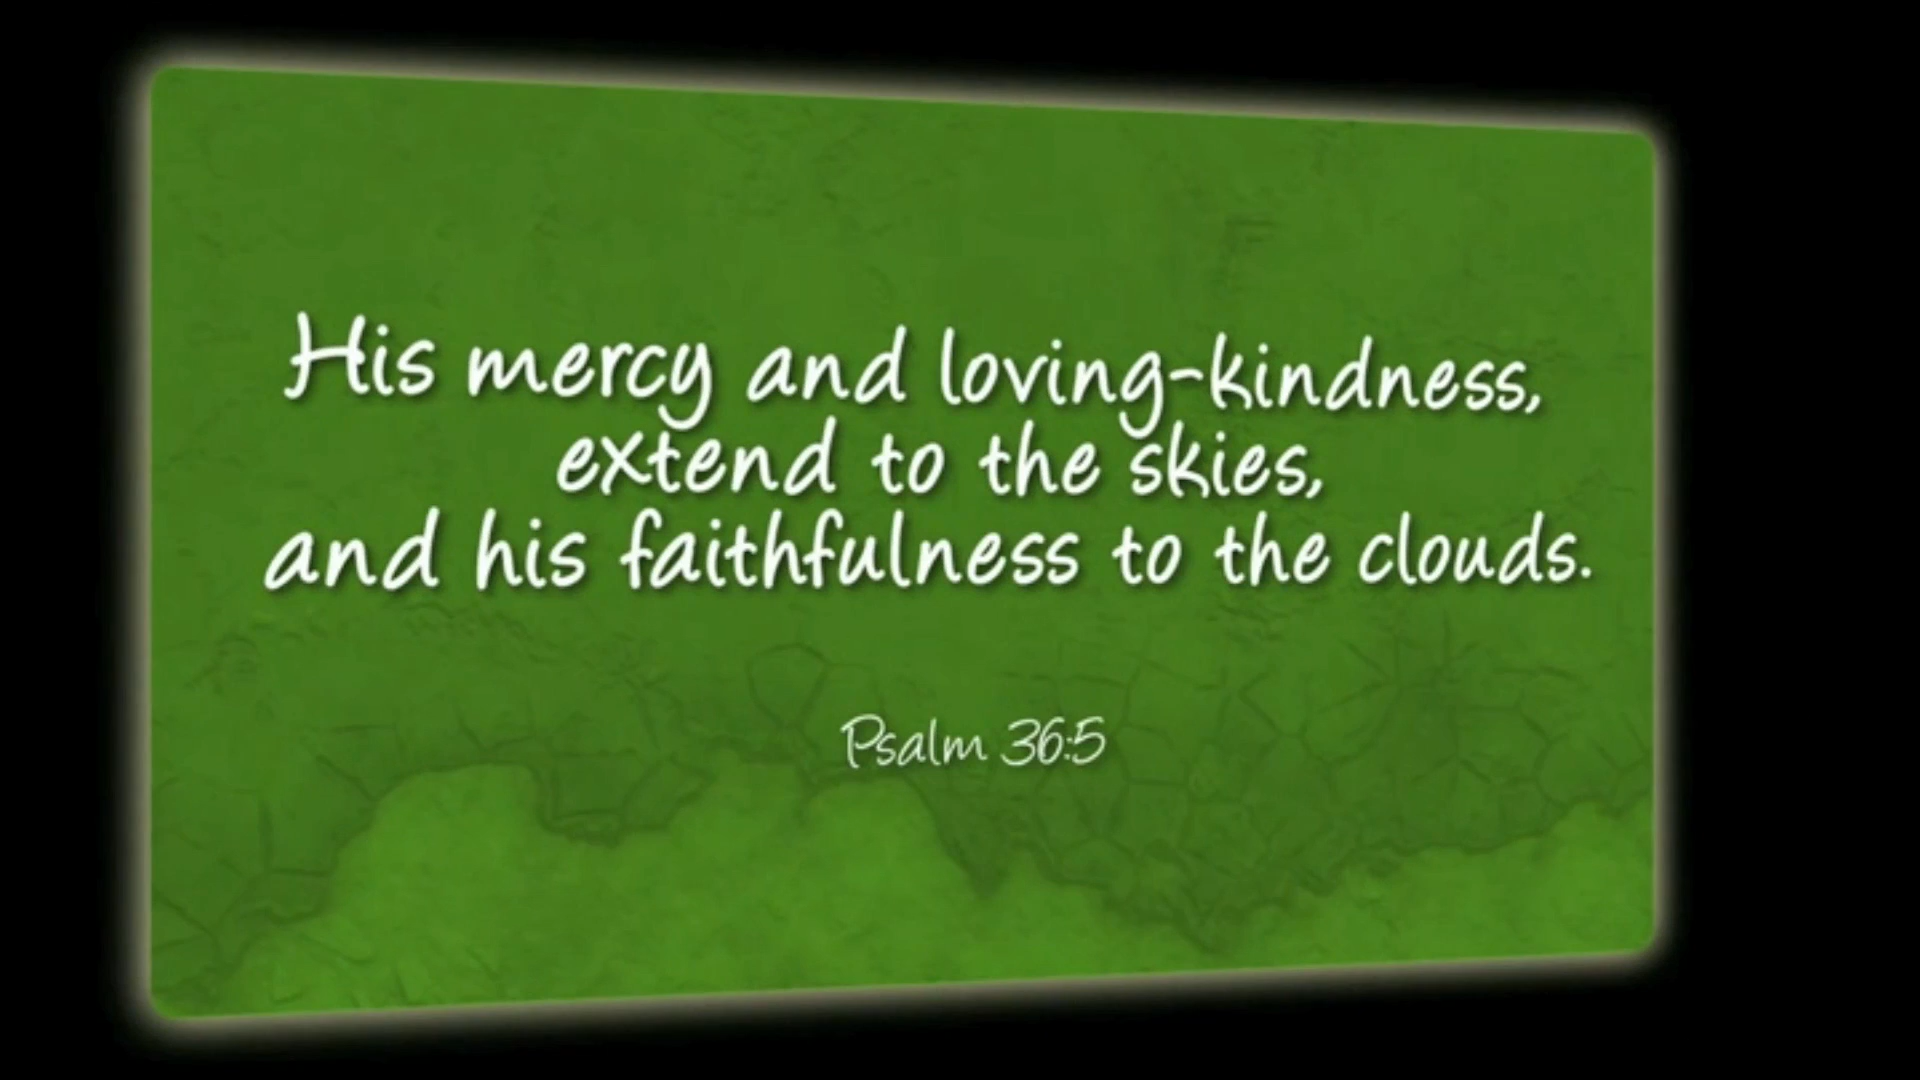 His mercy and loving-kindness,
extend to the skies,
and his faithfulness to the clouds.
Psalm 36:5